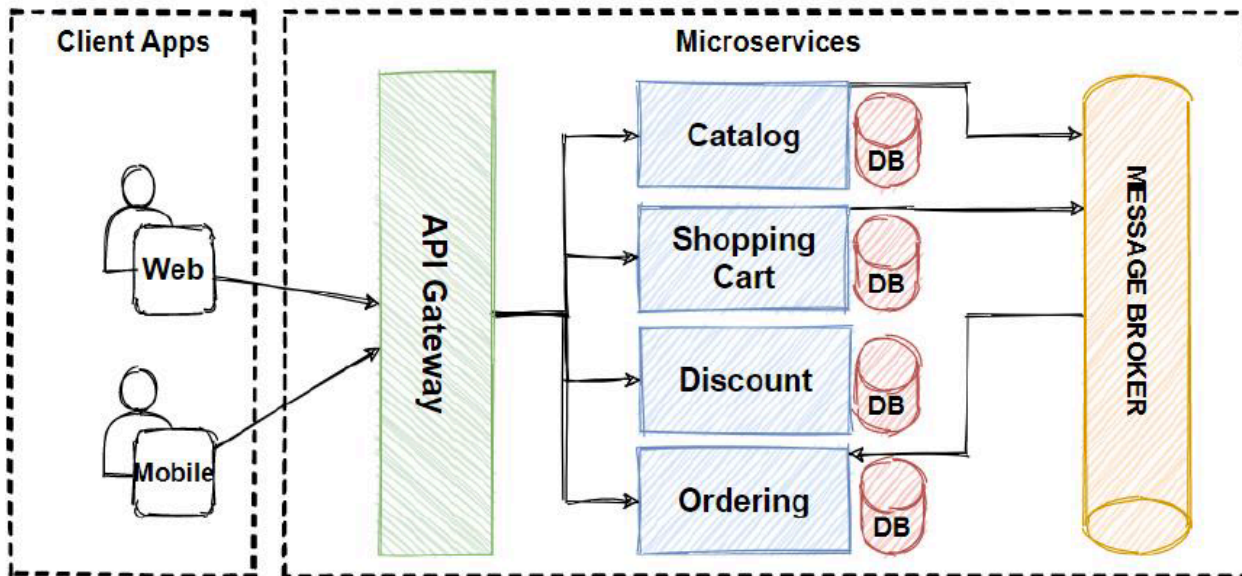 Client Apps
Microservices
Web
Mobile
API Gateway
Catalog
DB
Shopping
Cart
DB
Discount
DB
Ordering
DB
MESSAGE BROKER